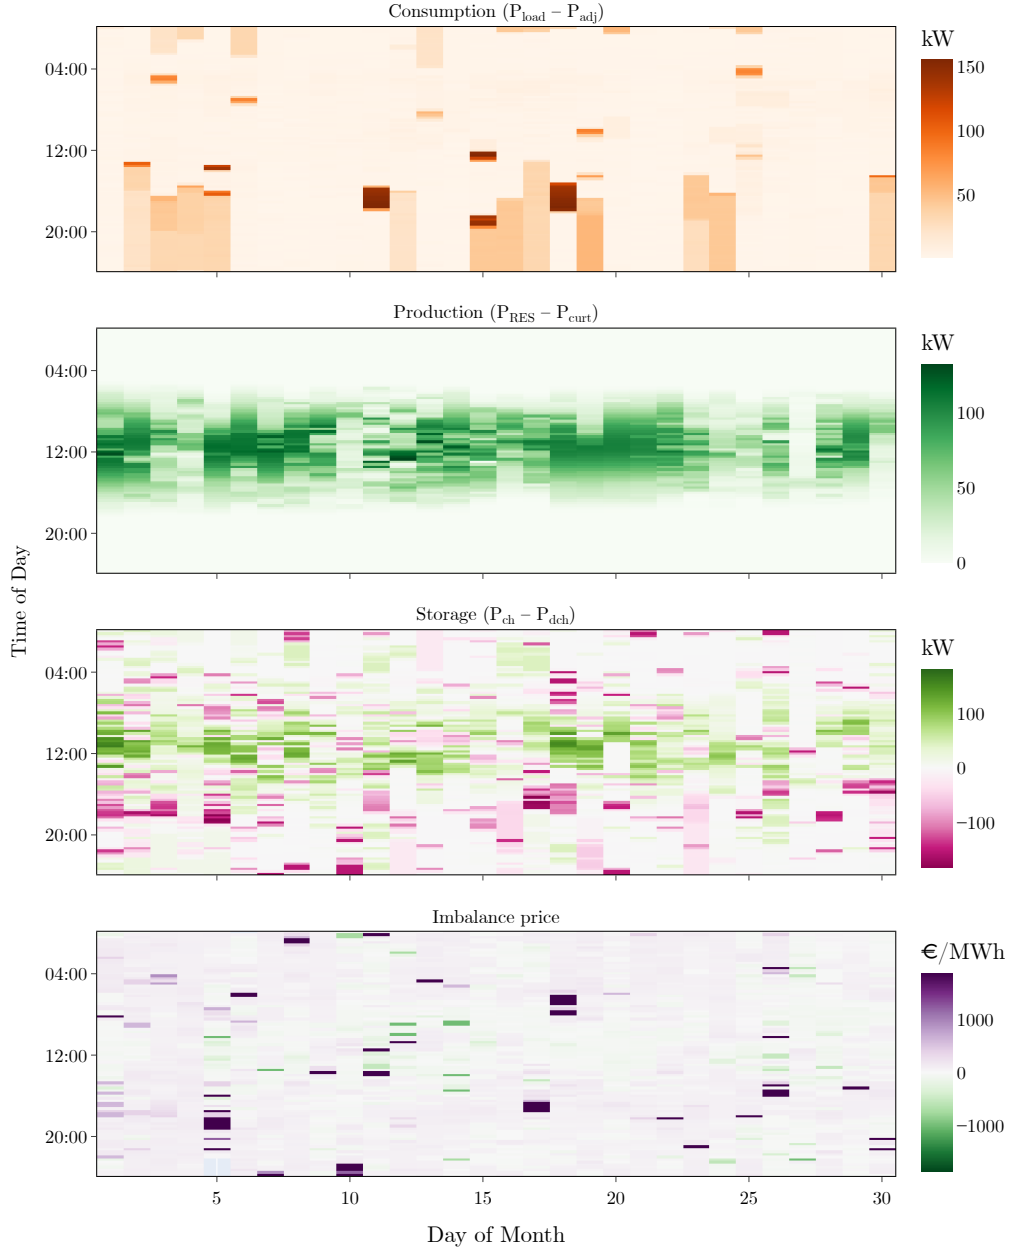 Consumption (P_load – P_adj)
kW
04:00
12:00
20:00
150
100
50
Production (P_RES – P_curt)
kW
04:00
12:00
20:00
100
50
0
Time of Day
Storage (P_ch – P_dch)
kW
04:00
12:00
20:00
100
0
−100
Imbalance price
€/MWh
04:00
12:00
20:00
1000
0
−1000
5 10 15 20 25 30
Day of Month